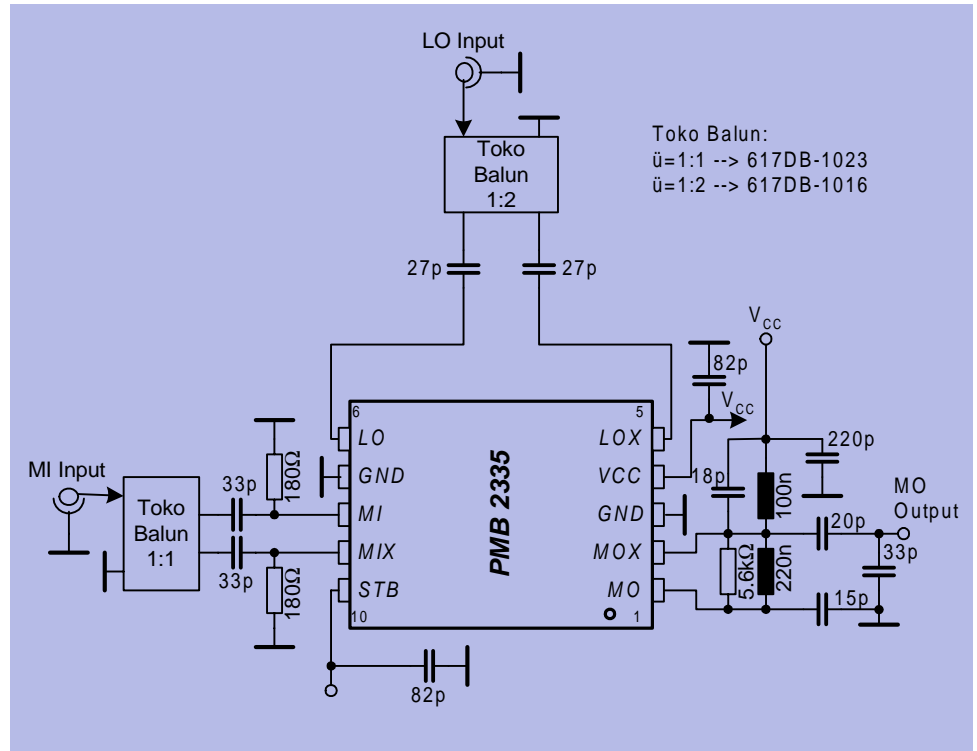 LO Input
Toko
Balun
1:2
Toko Balun:
ü=1:1 --> 617DB-1023
ü=1:2 --> 617DB-1016
27p
27p
VCC
82p
VCC
6
5
LO
LOX
GND
VCC
MI
GND
MIX
MOX
STB
MO
10
1
PMB 2335
MI Input
Toko
Balun
1:1
33p
33p
180Ω
180Ω
82p
18p
100n
220p
MO
Output
20p
33p
5.6kΩ
220n
15p